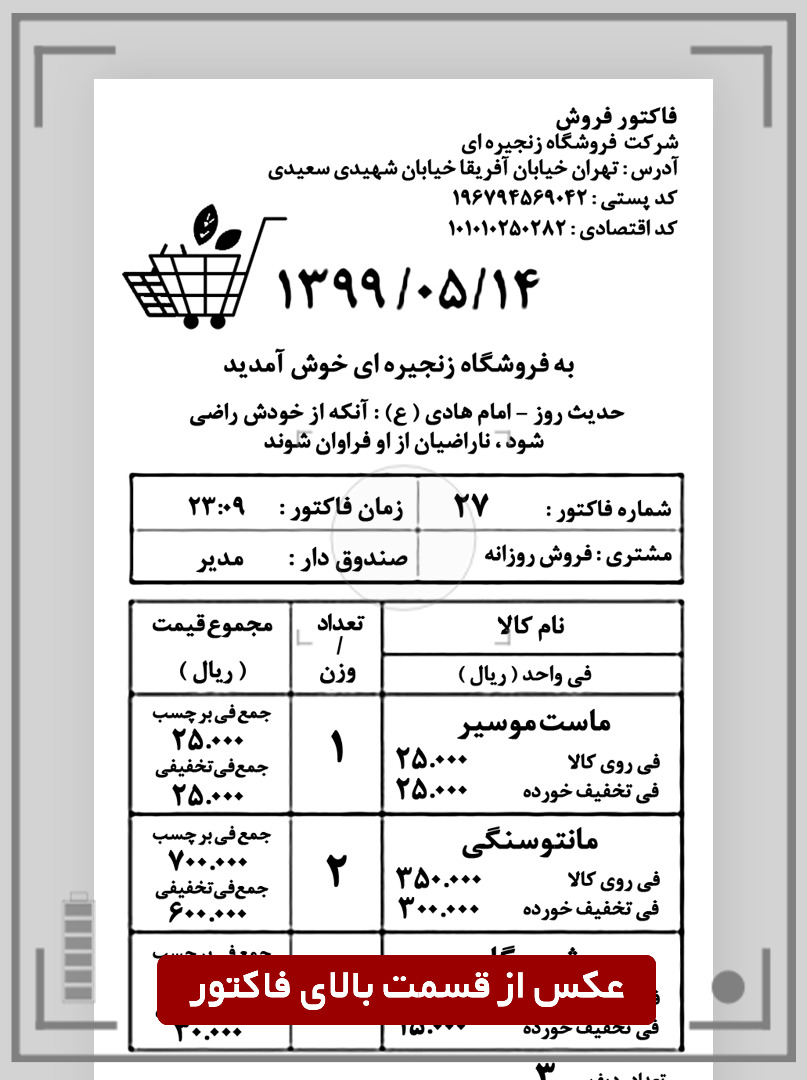 فاکتور فروش
شرکت فروشگاه زنجیره ای
آدرس : تهران خیابان آفریقا خیابان شهیدی سعیدی
کد پستی : ۱۹۶۷۹۴۵۶۹۰۴۲
کد اقتصادی : ۱۰۱۰۱۰۲۵۰۲۸۲
۱۳۹۹/۰۵/۱۴
به فروشگاه زنجیره ای خوش آمدید
حدیث روز – امام هادی ( ع) : آنکه از خودش راضی
شود ، ناراضیان از او فراوان شوند
شماره فاکتور : ۲۷ زمان فاکتور : ۲۳:۰۹
مشتری : فروش روزانه صندوق دار : مدیر
نام کالا تعداد / وزن مجموع قیمت
فی واحد ( ریال ) ( ریال )
ماست موسیر ۱ جمع فی بر چسب
۲۵.۰۰۰
فی روی کالا ۲۵.۰۰۰ جمع فی تخفیفی
فی تخفیف خورده ۲۵.۰۰۰ ۲۵.۰۰۰
مانتو سنگی ۲ جمع فی بر چسب
۷۰۰.۰۰۰
فی روی کالا ۳۵۰.۰۰۰ جمع فی تخفیفی
فی تخفیف خورده ۳۰۰.۰۰۰ ۶۰۰.۰۰۰
جمع فی بر چسب
عکس از قسمت بالای فاکتور
فی تخفیف خورده ۱۵.۰۰۰ ۳۰.۰۰۰
۳